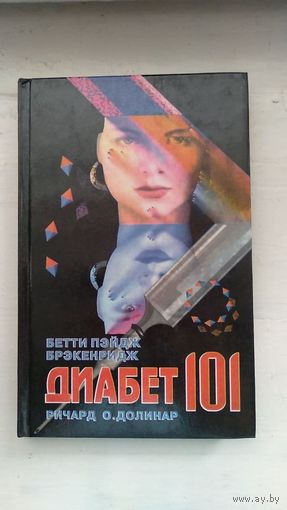 БЕТТИ ПЭЙДЖ
БРЭКЕНРИДЖ
ДИАБЕТ 101
РИЧАРД О.ДОЛИНАР
www.ay.by